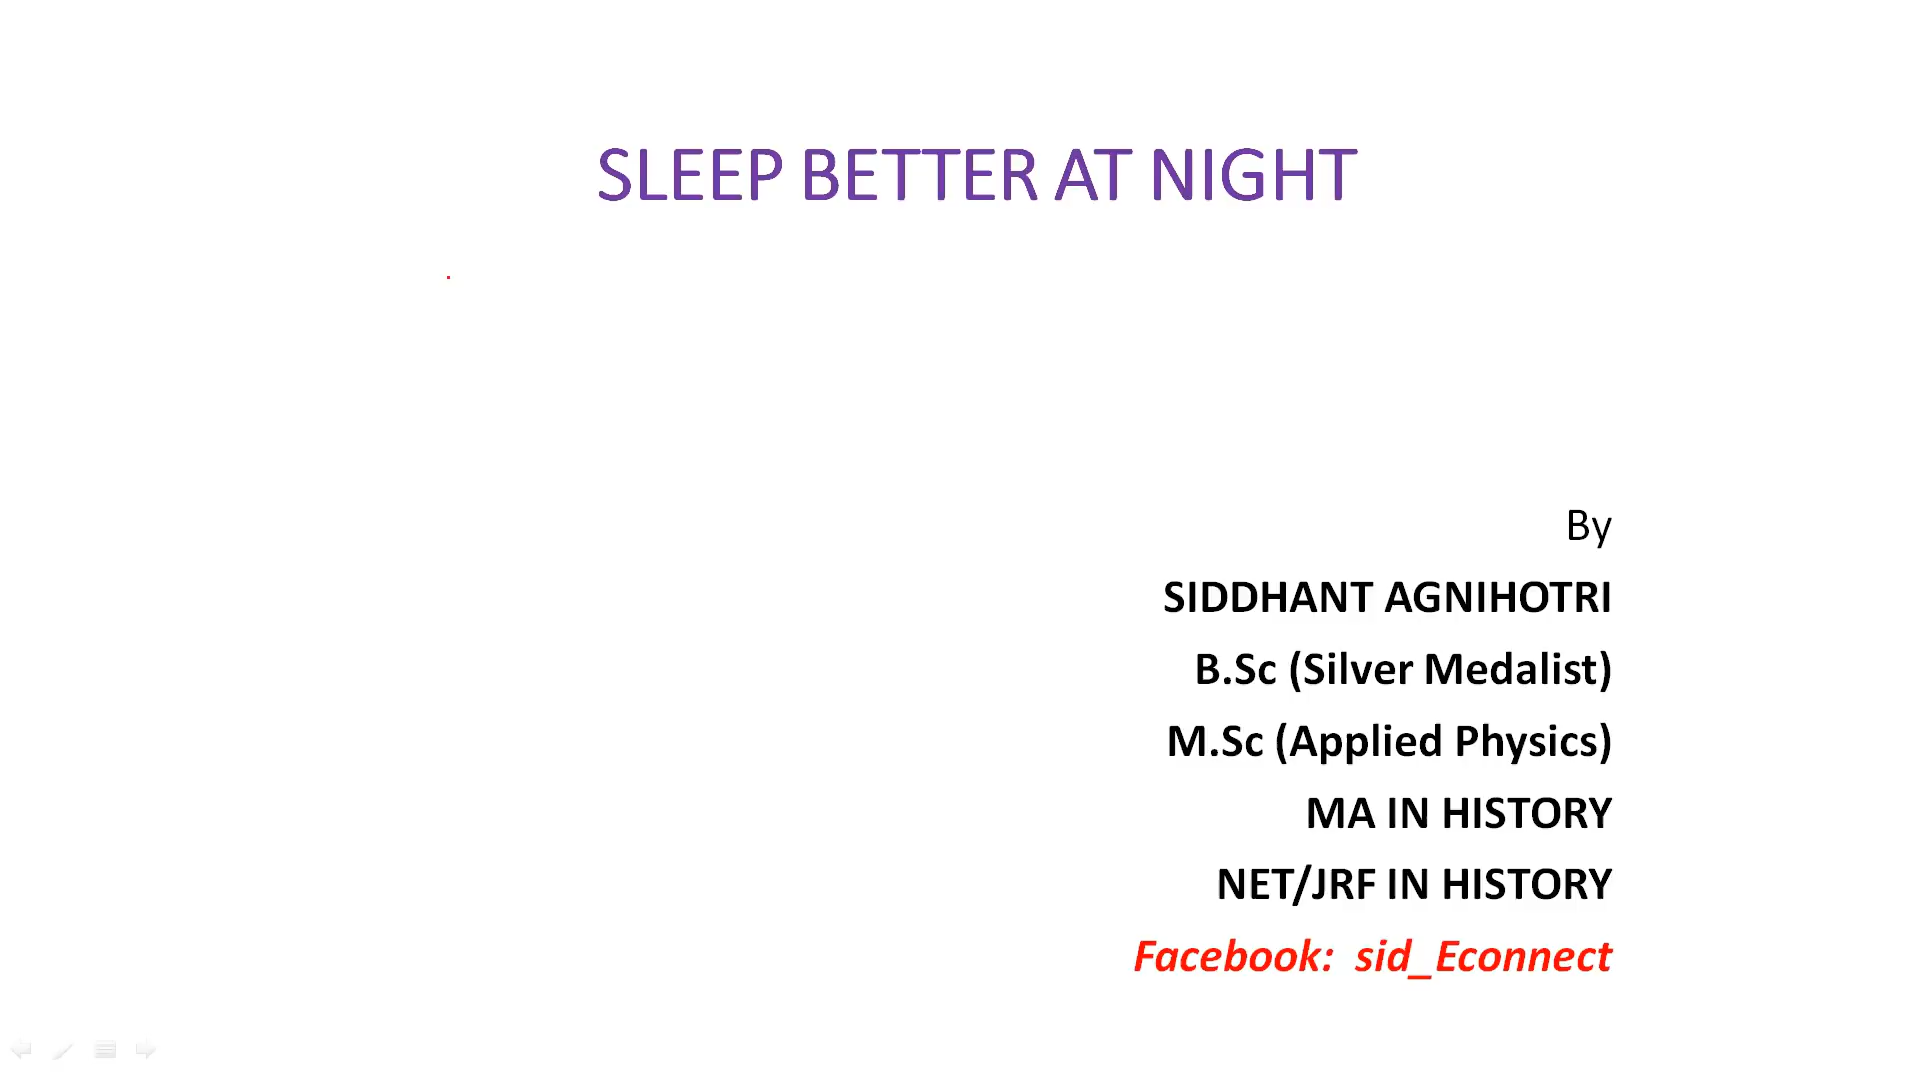 SLEEP BETTER AT NIGHT
By
SIDDHANT AGNIHOTRI
B.Sc (Silver Medalist)
M.Sc (Applied Physics)
MA IN HISTORY
NET/JRF IN HISTORY
Facebook:  sid_Econnect